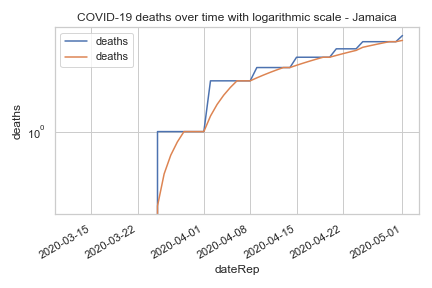 COVID-19 deaths over time with logarithmic scale - Jamaica
deaths
deaths
deaths
10⁰
2020-03-15
2020-03-22
2020-04-01
2020-04-08
2020-04-15
2020-04-22
2020-05-01
dateRep